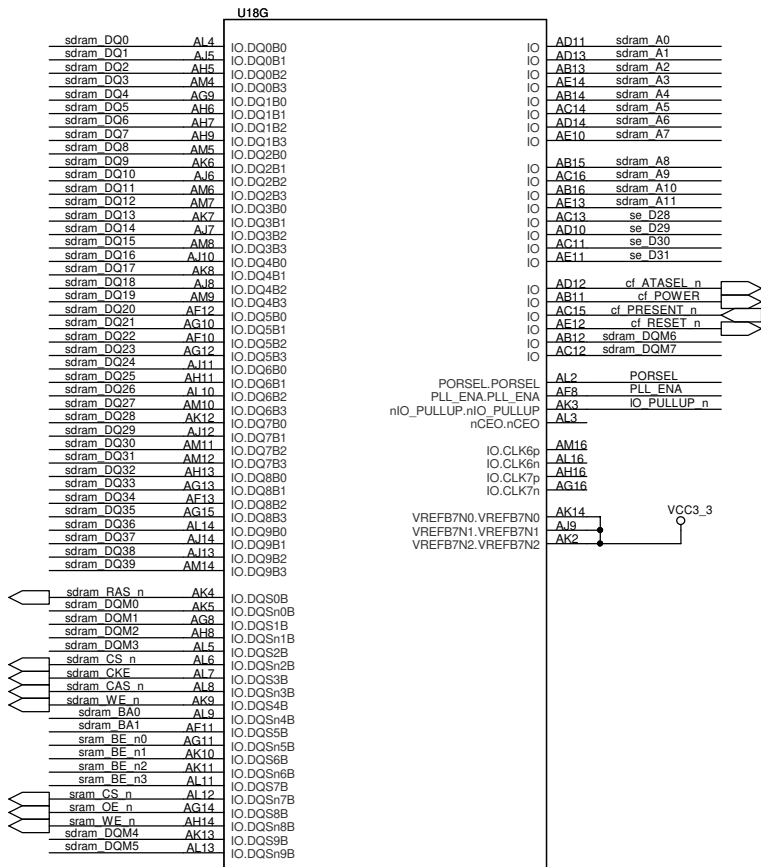 U18G
sdram_DQ0 AL4 IO.DQ0B0
sdram_DQ1 AJ5 IO.DQ0B1
sdram_DQ2 AH5 IO.DQ0B2
sdram_DQ3 AM4 IO.DQ0B3
sdram_DQ4 AG9 IO.DQ1B0
sdram_DQ5 AH6 IO.DQ1B1
sdram_DQ6 AH7 IO.DQ1B2
sdram_DQ7 AH9 IO.DQ1B3
sdram_DQ8 AM5 IO.DQ2B0
sdram_DQ9 AK6 IO.DQ2B1
sdram_DQ10 AJ6 IO.DQ2B2
sdram_DQ11 AM6 IO.DQ2B3
sdram_DQ12 AM7 IO.DQ3B0
sdram_DQ13 AK7 IO.DQ3B1
sdram_DQ14 AJ7 IO.DQ3B2
sdram_DQ15 AM8 IO.DQ3B3
sdram_DQ16 AJ10 IO.DQ4B0
sdram_DQ17 AK8 IO.DQ4B1
sdram_DQ18 AJ8 IO.DQ4B2
sdram_DQ19 AM9 IO.DQ4B3
sdram_DQ20 AF12 IO.DQ5B0
sdram_DQ21 AG10 IO.DQ5B1
sdram_DQ22 AF10 IO.DQ5B2
sdram_DQ23 AG12 IO.DQ5B3
sdram_DQ24 AJ11 IO.DQ6B0
sdram_DQ25 AH11 IO.DQ6B1
sdram_DQ26 AL10 IO.DQ6B2
sdram_DQ27 AM10 IO.DQ6B3
sdram_DQ28 AK12 IO.DQ7B0
sdram_DQ29 AJ12 IO.DQ7B1
sdram_DQ30 AM11 IO.DQ7B2
sdram_DQ31 AM12 IO.DQ7B3
sdram_DQ32 AH13 IO.DQ8B0
sdram_DQ33 AG13 IO.DQ8B1
sdram_DQ34 AF13 IO.DQ8B2
sdram_DQ35 AG15 IO.DQ8B3
sdram_DQ36 AL14 IO.DQ9B0
sdram_DQ37 AJ14 IO.DQ9B1
sdram_DQ38 AJ13 IO.DQ9B2
sdram_DQ39 AM14 IO.DQ9B3
sdram_RAS_n AK4 IO.DQS0B
sdram_DQM0 AK5 IO.DQSn0B
sdram_DQM1 AG8 IO.DQS1B
sdram_DQM2 AH8 IO.DQSn1B
sdram_DQM3 AL5 IO.DQS2B
sdram_CS_n AL6 IO.DQSn2B
sdram_CKE AL7 IO.DQS3B
sdram_CAS_n AL8 IO.DQSn3B
sdram_WE_n AK9 IO.DQS4B
sdram_BA0 AL9 IO.DQSn4B
sdram_BA1 AF11 IO.DQS5B
sram_BE_n0 AG11 IO.DQSn5B
sram_BE_n1 AK10 IO.DQS6B
sram_BE_n2 AK11 IO.DQSn6B
sram_BE_n3 AL11 IO.DQS7B
sram_CS_n AL12 IO.DQSn7B
sram_OE_n AG14 IO.DQS8B
sram_WE_n AH14 IO.DQSn8B
sdram_DQM4 AK13 IO.DQS9B
sdram_DQM5 AL13 IO.DQSn9B
IO AD11 sdram_A0
IO AD13 sdram_A1
IO AB13 sdram_A2
IO AE14 sdram_A3
IO AB14 sdram_A4
IO AC14 sdram_A5
IO AD14 sdram_A6
IO AE10 sdram_A7
IO AB15 sdram_A8
IO AC16 sdram_A9
IO AB16 sdram_A10
IO AE13 sdram_A11
IO AC13 se_D28
IO AD10 se_D29
IO AC11 se_D30
IO AE11 se_D31
IO AD12 cf_ATASEL_n
IO AB11 cf_POWER
IO AC15 cf_PRESENT_n
IO AE12 cf_RESET_n
IO AB12 sdram_DQM6
IO AC12 sdram_DQM7
PORSEL.PORSEL AL2 PORSEL
PLL_ENA.PLL_ENA AF8 PLL_ENA
nIO_PULLUP.nIO_PULLUP AK3 IO_PULLUP_n
nCEO.nCEO AL3
IO.CLK6p AM16
IO.CLK6n AL16
IO.CLK7p AH16
IO.CLK7n AG16
VREFB7N0.VREFB7N0 AK14 VCC3_3
VREFB7N1.VREFB7N1 AJ9
VREFB7N2.VREFB7N2 AK2